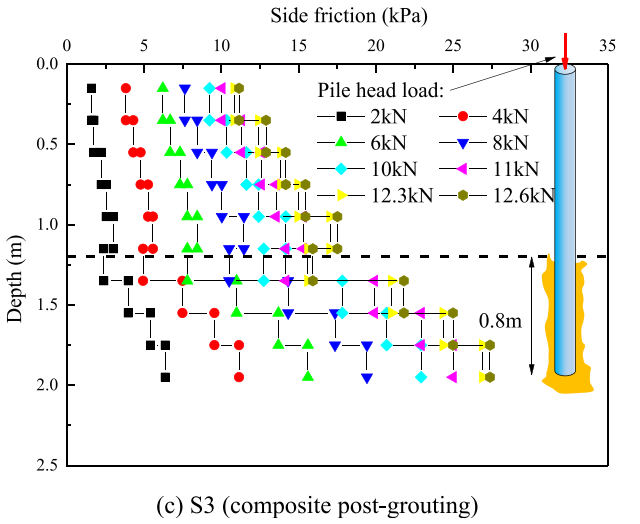 Side friction (kPa)
0 5 10 15 20 25 30 35
0.0
0.5
1.0
1.5
2.0
2.5
Depth (m)
Pile head load:
2kN 4kN
6kN 8kN
10kN 11kN
12.3kN 12.6kN
0.8m
(c) S3 (composite post-grouting)